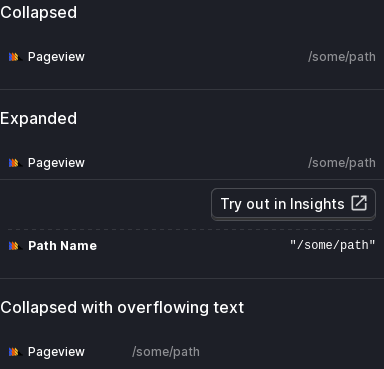 Collapsed
Pageview /some/path
Expanded
Pageview /some/path
Try out in Insights
Path Name "/some/path"
Collapsed with overflowing text
Pageview /some/path